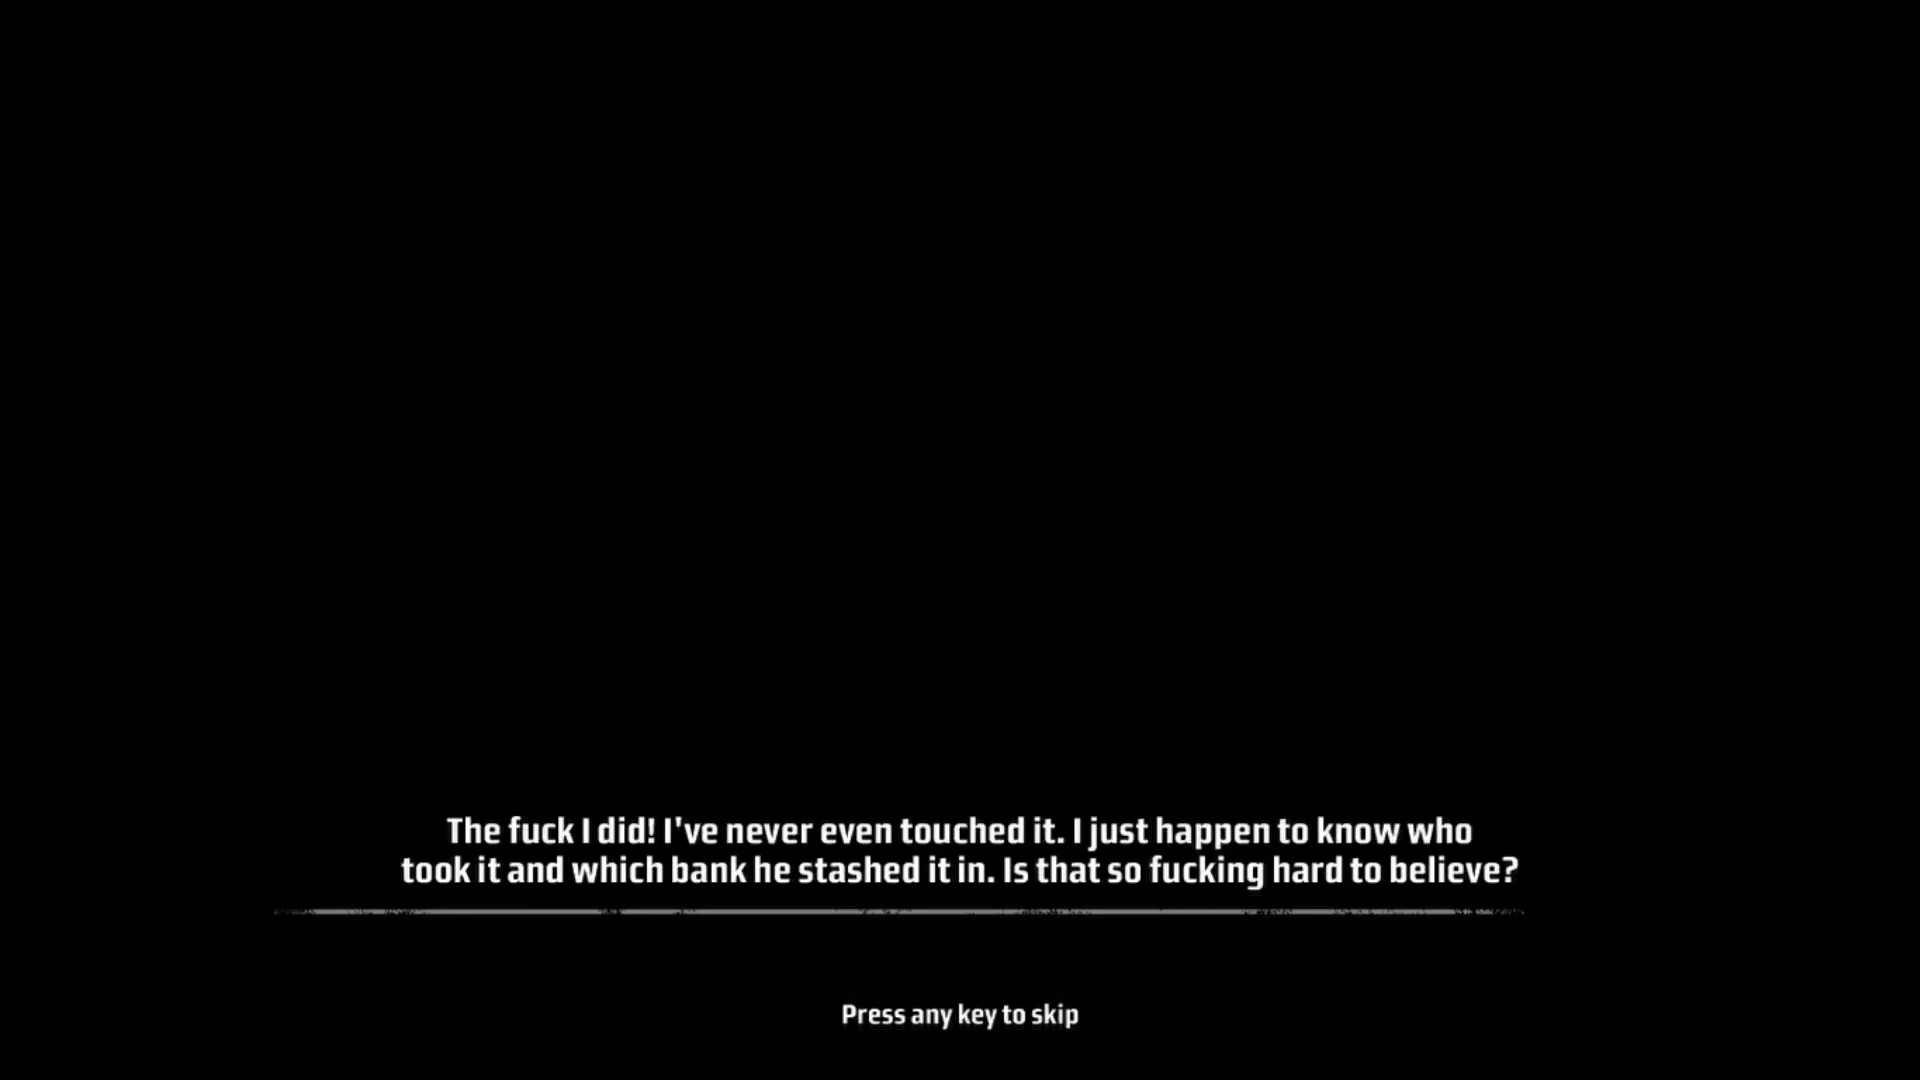 The fuck I did! I've never even touched it. I just happen to know who
took it and which bank he stashed it in. Is that so fucking hard to believe?
Press any key to skip